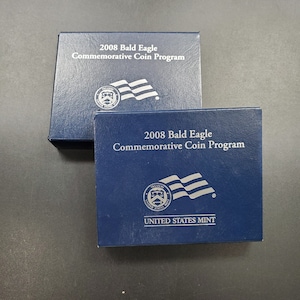 2008 Bald Eagle
Commemorative Coin Program
2008 Bald Eagle
Commemorative Coin Program
UNITED STATES MINT